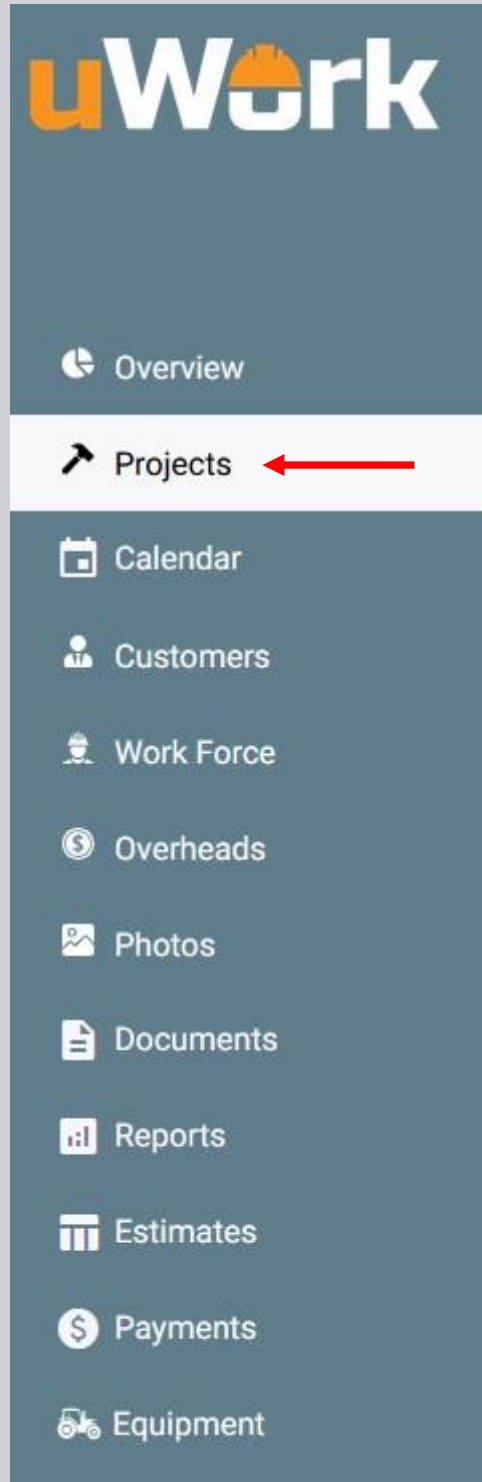 uWork
Overview
Projects
Calendar
Customers
Work Force
Overheads
Photos
Documents
Reports
Estimates
Payments
Equipment